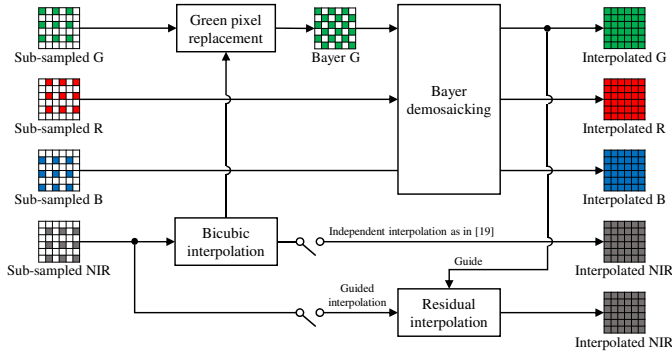 Green pixel
replacement
Sub-sampled G
Bayer G
Interpolated G
Bayer
demosaicking
Sub-sampled R
Interpolated R
Sub-sampled B
Interpolated B
Bicubic
interpolation
Independent interpolation as in [19]
Sub-sampled NIR
Interpolated NIR
Guide
Guided
interpolation
Residual
interpolation
Interpolated NIR